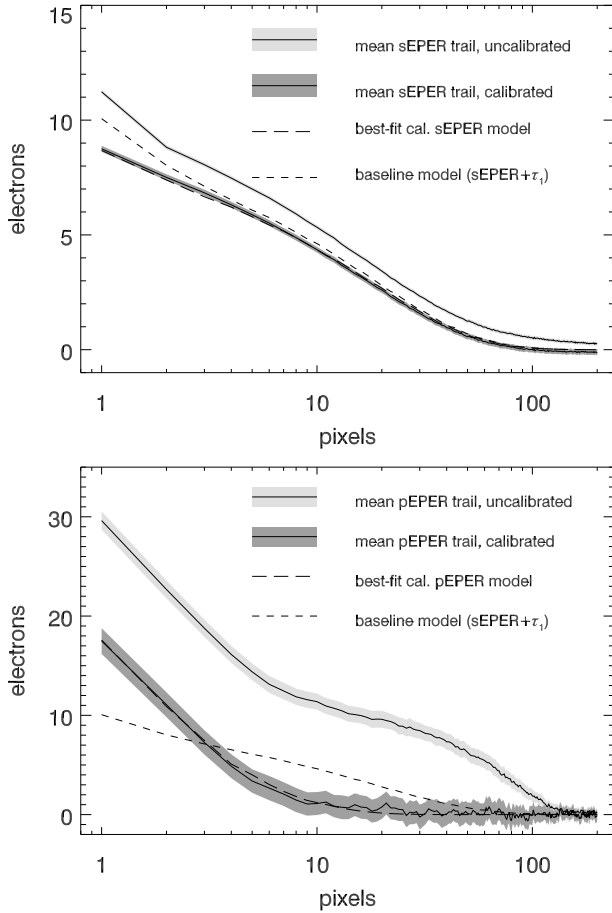 15
10
5
0
electrons
mean sEPER trail, uncalibrated
mean sEPER trail, calibrated
best-fit cal. sEPER model
baseline model (sEPER+τ1)
1
10
100
pixels
30
20
10
0
electrons
mean pEPER trail, uncalibrated
mean pEPER trail, calibrated
best-fit cal. pEPER model
baseline model (sEPER+τ1)
1
10
100
pixels